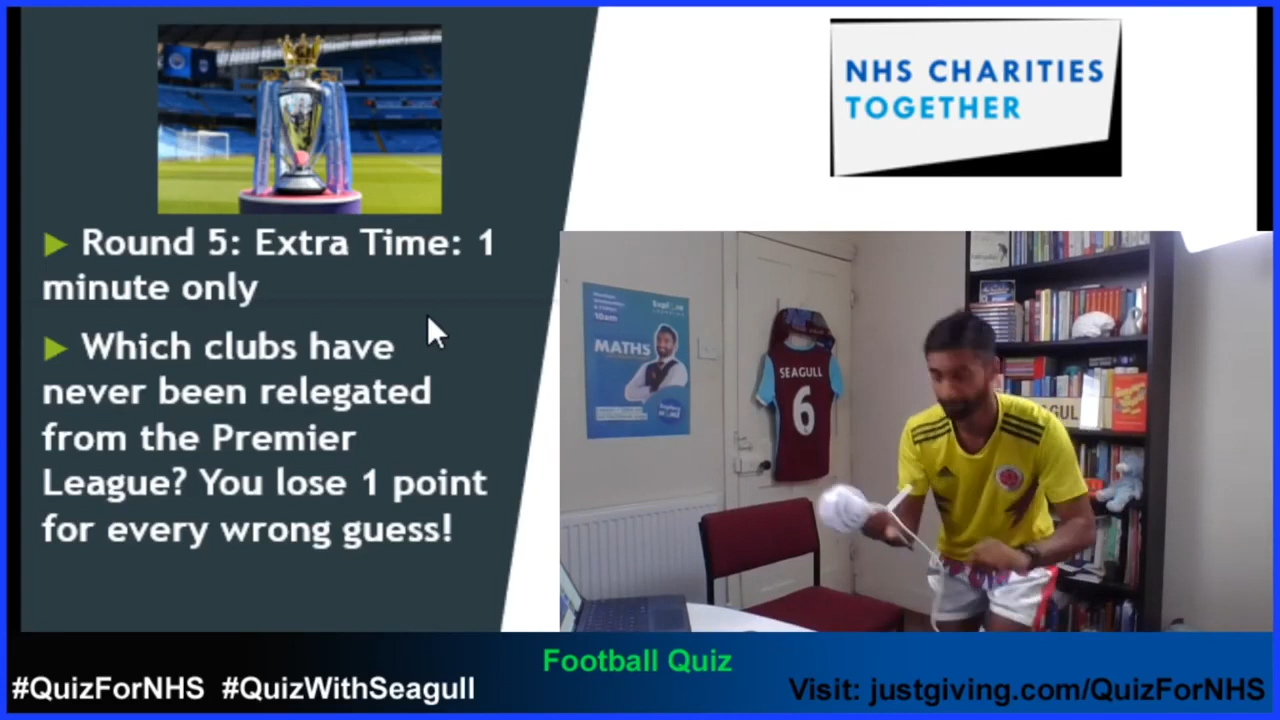 NHS CHARITIES
TOGETHER
► Round 5: Extra Time: 1
minute only
► Which clubs have
never been relegated
from the Premier
League? You lose 1 point
for every wrong guess!
10am
MATHS
SEAGULL
6
Football Quiz
#QuizForNHS #QuizWithSeagull
Visit: justgiving.com/QuizForNHS